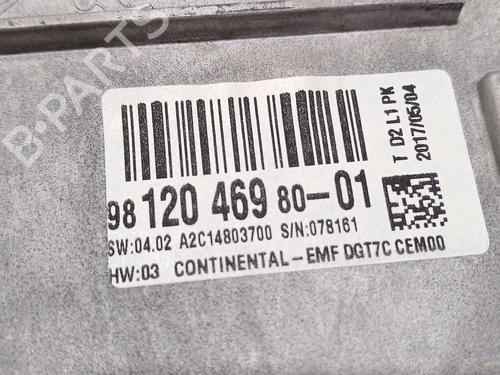 B-PARTS
T D2 L1 PK
2017/05/04
98 120 469 80-01
SW:04.02 A2C14803700 S/N:078161
HW:03 CONTINENTAL-EMF DGT7C CEM00